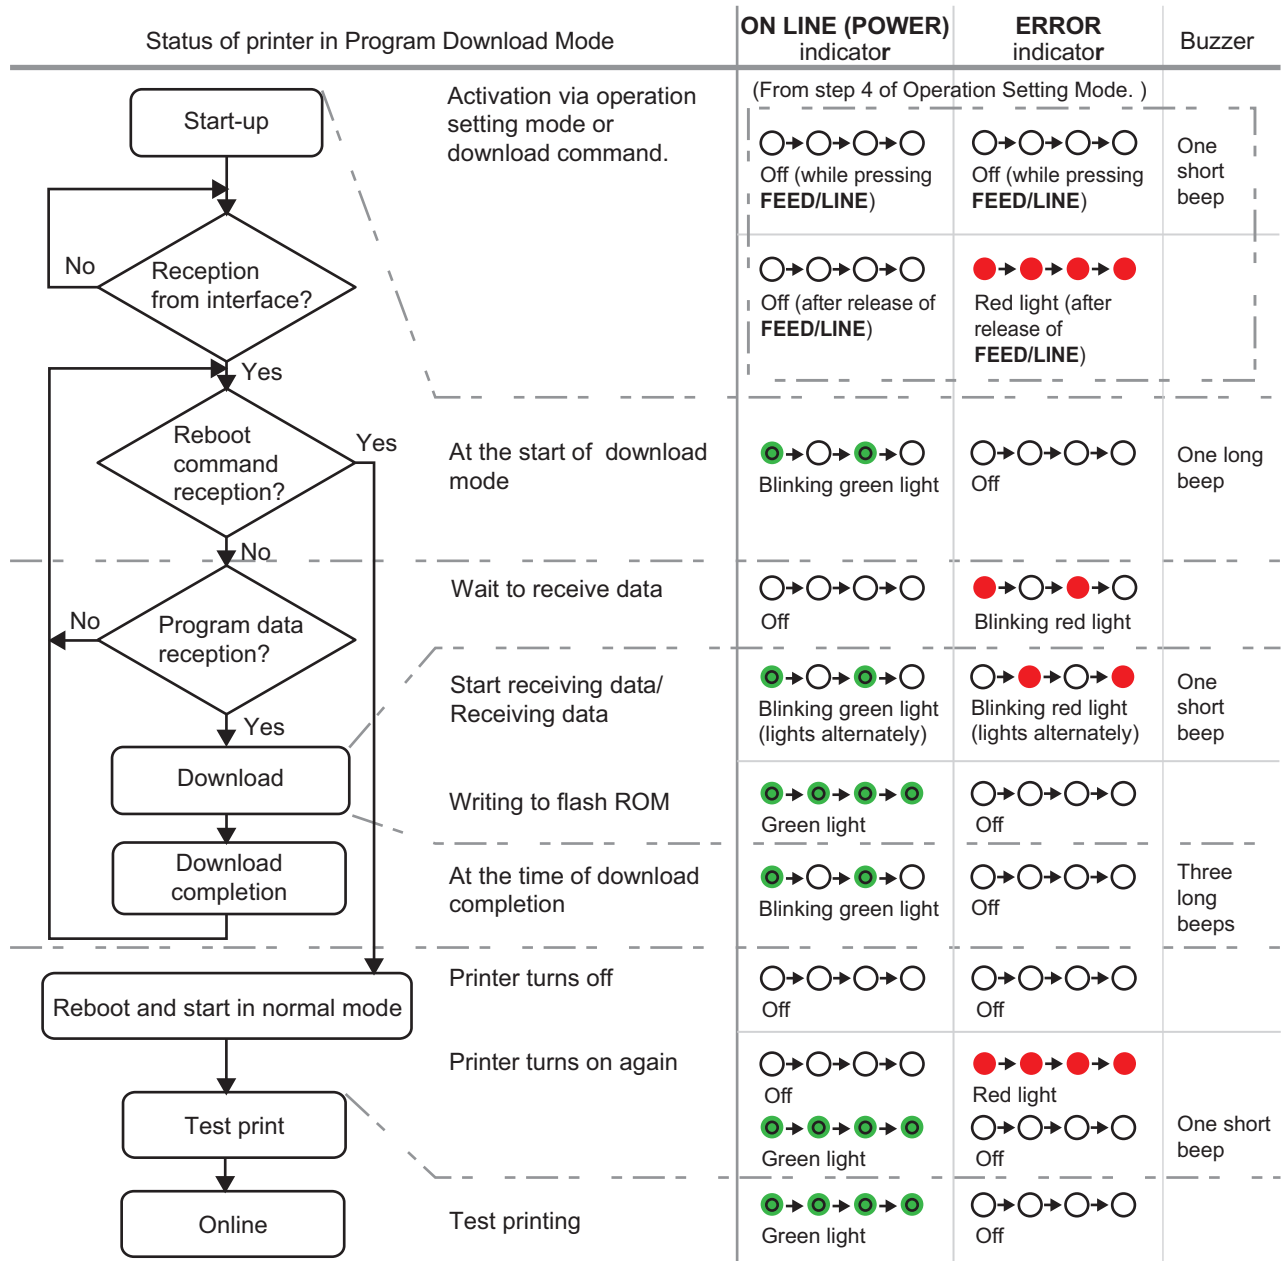 Status of printer in Program Download Mode
ON LINE (POWER)
indicator
ERROR
indicator
Buzzer
Start-up
Activation via operation
setting mode or
download command.
(From step 4 of Operation Setting Mode. )
Off (while pressing
FEED/LINE)
Off (while pressing
FEED/LINE)
One
short
beep
No
Reception
from interface?
Yes
Off (after release of
FEED/LINE)
Red light (after
release of
FEED/LINE)
Reboot
command
reception?
Yes
No
At the start of download
mode
Blinking green light
Off
One long
beep
Wait to receive data
Off
Blinking red light
No
Program data
reception?
Yes
Start receiving data/
Receiving data
Blinking green light
(lights alternately)
Blinking red light
(lights alternately)
One
short
beep
Download
Writing to flash ROM
Green light
Off
Download
completion
At the time of download
completion
Blinking green light
Off
Three
long
beeps
Reboot and start in normal mode
Printer turns off
Off
Off
Printer turns on again
Off
Red light
Test print
Green light
Off
One short
beep
Online
Test printing
Green light
Off